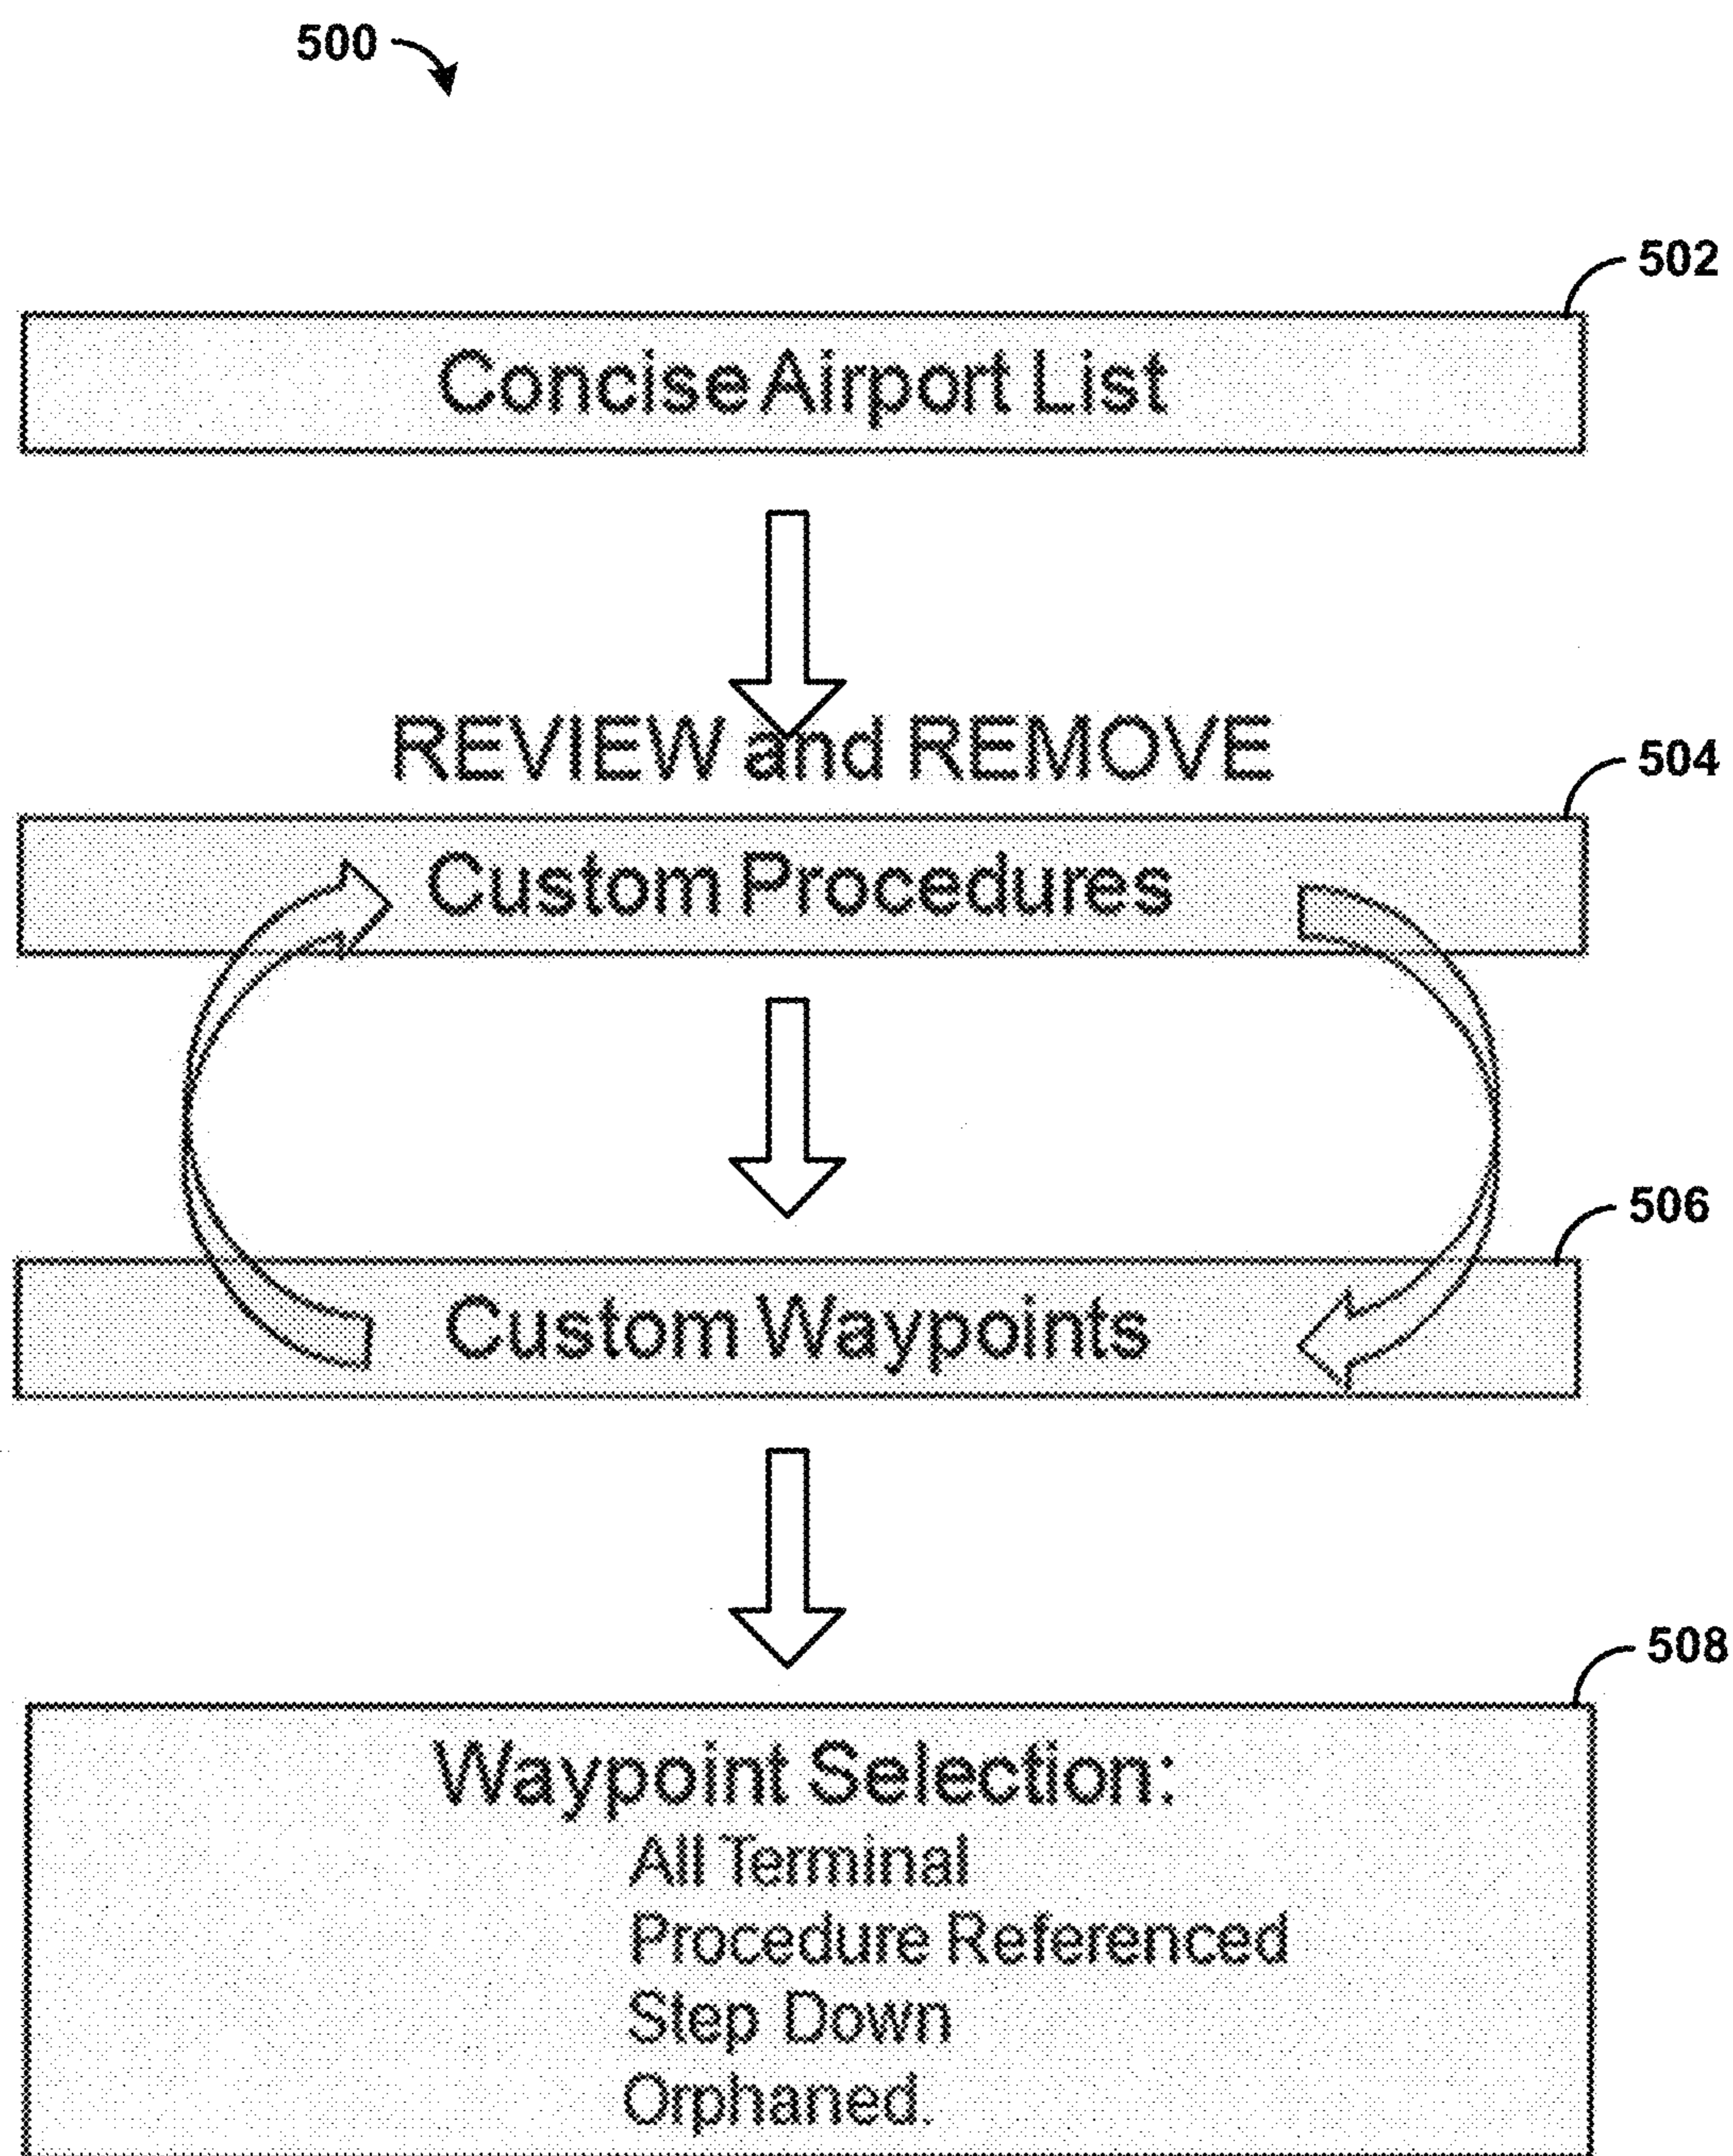 500
502
Concise Airport List
REVIEW and REMOVE
504
Custom Procedures
506
Custom Waypoints
508
Waypoint Selection:
All Terminal
Procedure Referenced
Step Down
Orphaned